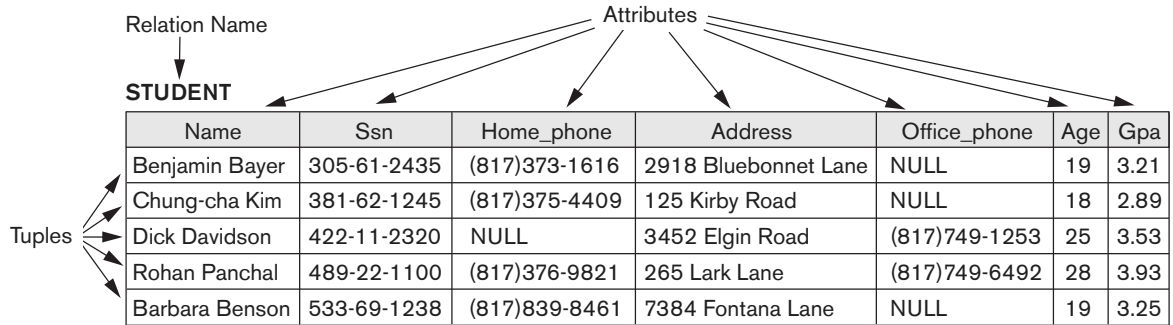 Relation Name
Attributes
STUDENT
Name Ssn Home_phone Address Office_phone Age Gpa
Benjamin Bayer 305-61-2435 (817)373-1616 2918 Bluebonnet Lane NULL 19 3.21
Chung-cha Kim 381-62-1245 (817)375-4409 125 Kirby Road NULL 18 2.89
Tuples
Dick Davidson 422-11-2320 NULL 3452 Elgin Road (817)749-1253 25 3.53
Rohan Panchal 489-22-1100 (817)376-9821 265 Lark Lane (817)749-6492 28 3.93
Barbara Benson 533-69-1238 (817)839-8461 7384 Fontana Lane NULL 19 3.25